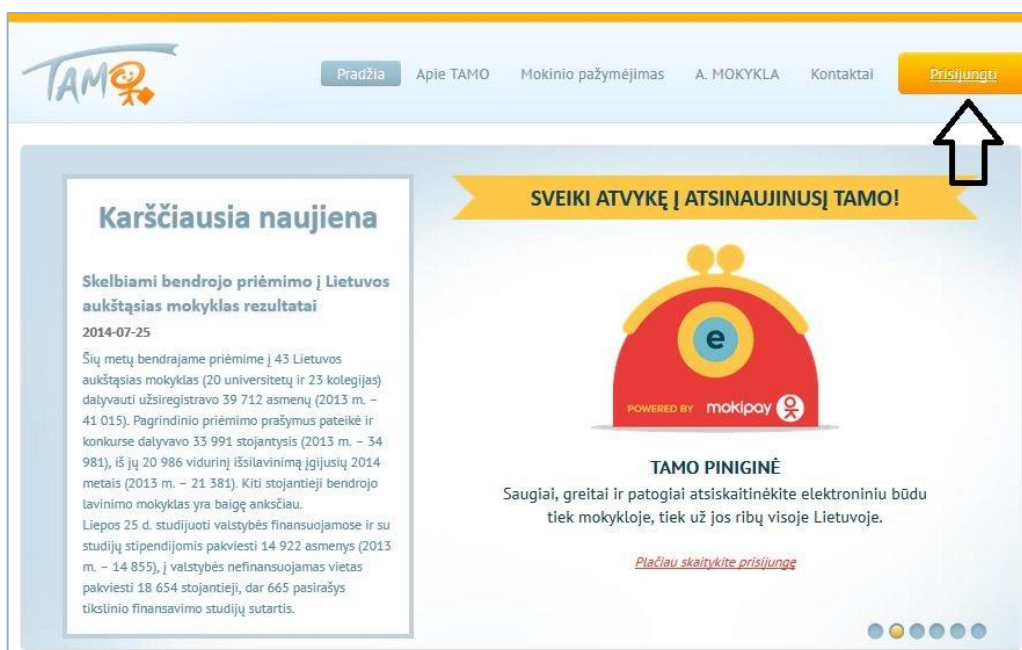 TAMO
Pradžia Apie TAMO Mokinio pažymėjimas A. MOKYKLA Kontaktai Prisijungti
Karščiausia naujiena
Skelbiami bendrojo priėmimo į Lietuvos
aukštąsias mokyklas rezultatai
2014-07-25
Šių metų bendrajame priėmime į 43 Lietuvos
aukštąsias mokyklas (20 universitetų ir 23 kolegijas)
dalyvauti užsiregistravo 39 712 asmenų (2013 m. –
41 015). Pagrindinio priėmimo prašymus pateikė ir
konkurse dalyvavo 33 991 stojantysis (2013 m. – 34
981), iš jų 20 986 vidurinį išsilavinimą įgijusių 2014
metais (2013 m. – 21 381). Kiti stojantieji bendrojo
lavinimo mokyklas yra baigę anksčiau.
Liepos 25 d. studijuoti valstybės finansuojamose ir su
studijų stipendijomis pakviesti 14 922 asmenys (2013
m. – 14 855), į valstybės nefinansuojamas vietas
pakviesti 18 654 stojantieji, dar 665 pasirašys
tikslinio finansavimo studijų sutartis.
SVEIKI ATVYKĘ Į ATSINAUJINUSĮ TAMO!
e
POWERED BY mokipay
TAMO PINIGINĖ
Saugiai, greitai ir patogiai atsiskaitinėkite elektroniniu būdu
tiek mokykloje, tiek už jos ribų visoje Lietuvoje.
Plačiau skaitykite prisijungę